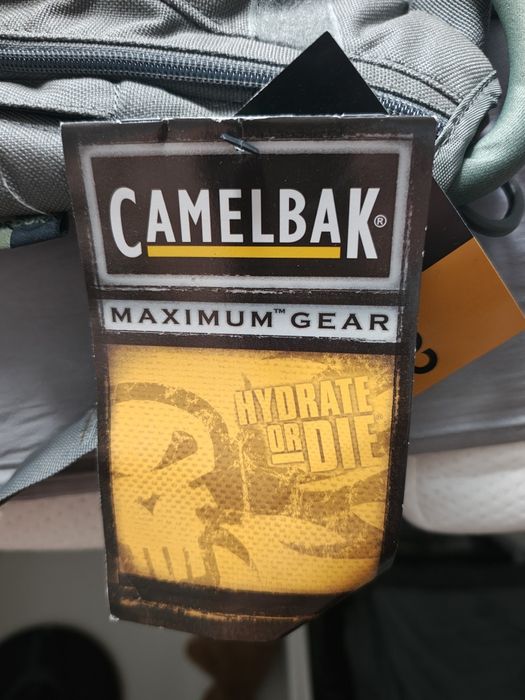 CAMELBAK®
MAXIMUM™ GEAR
HYDRATE
OR DIE